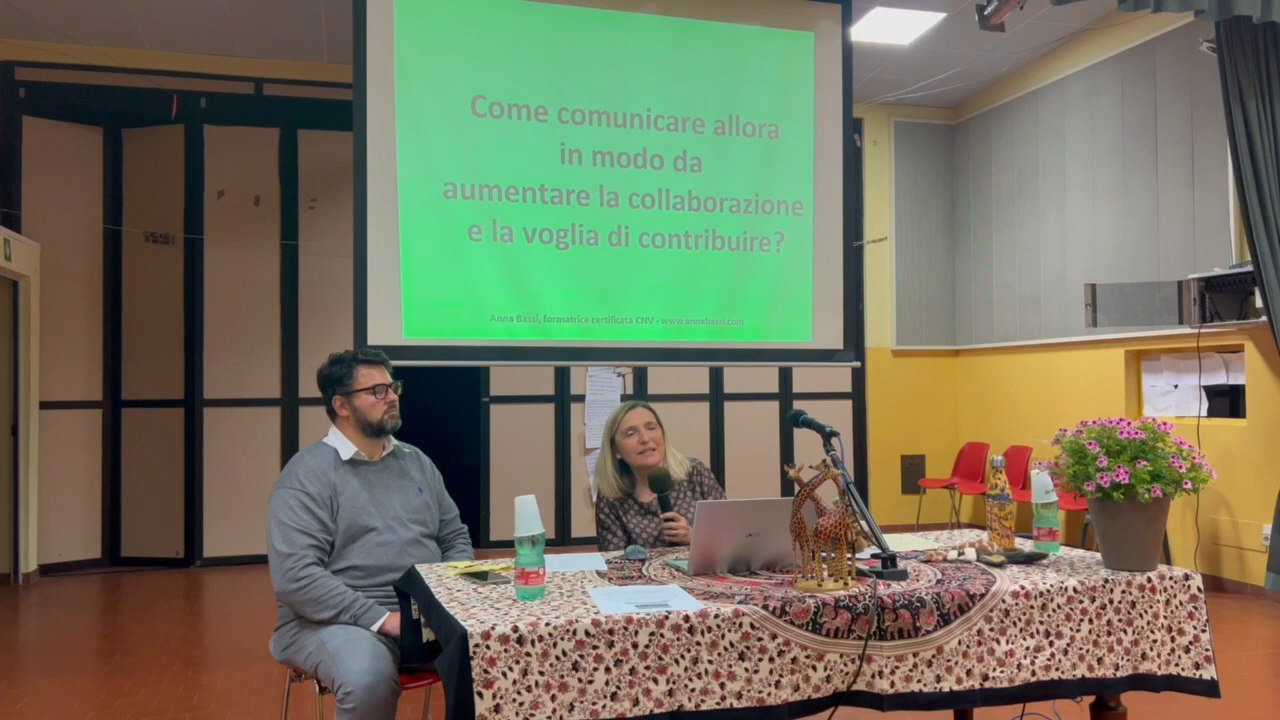 Come comunicare allora
in modo da
aumentare la collaborazione
e la voglia di contribuire?
Anna Bassi, formatrice certificata CNV - www.annabassi.com